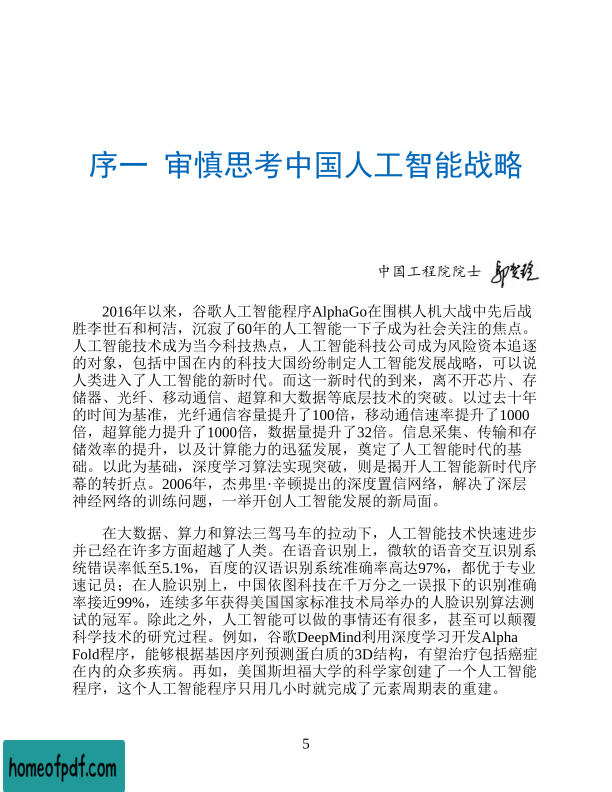 序一 审慎思考中国人工智能战略
中国工程院院士
2016年以来，谷歌人工智能程序AlphaGo在围棋人机大战中先后战
胜李世石和柯洁，沉寂了60年的人工智能一下子成为社会关注的焦点。
人工智能技术成为当今科技热点，人工智能科技公司成为风险资本追逐
的对象，包括中国在内的科技大国纷纷制定人工智能发展战略，可以说
人类进入了人工智能的新时代。而这一新时代的到来，离不开芯片、存
储器、光纤、移动通信、超算和大数据等底层技术的突破。以过去十年
的时间为基准，光纤通信容量提升了100倍，移动通信速率提升了1000
倍，超算能力提升了1000倍，数据量提升了32倍。信息采集、传输和存
储效率的提升，以及计算能力的迅猛发展，奠定了人工智能时代的基
础。以此为基础，深度学习算法实现突破，则是揭开人工智能新时代序
幕的转折点。2006年，杰弗里·辛顿提出的深度置信网络，解决了深层
神经网络的训练问题，一举开创人工智能发展的新局面。
在大数据、算力和算法三驾马车的拉动下，人工智能技术快速进步
并已经在许多方面超越了人类。在语音识别上，微软的语音交互识别系
统错误率低至5.1%，百度的汉语识别系统准确率高达97%，都优于专业
速记员；在人脸识别上，中国依图科技在千万分之一误报下的识别准确
率接近99%，连续多年获得美国国家标准技术局举办的人脸识别算法测
试的冠军。除此之外，人工智能可以做的事情还有很多，甚至可以颠覆
科学技术的研究过程。例如，谷歌DeepMind利用深度学习开发Alpha
Fold程序，能够根据基因序列预测蛋白质的3D结构，有望治疗包括癌症
在内的众多疾病。再如，美国斯坦福大学的科学家创建了一个人工智能
程序，这个人工智能程序只用几小时就完成了元素周期表的重建。
5
homeofpdf.com